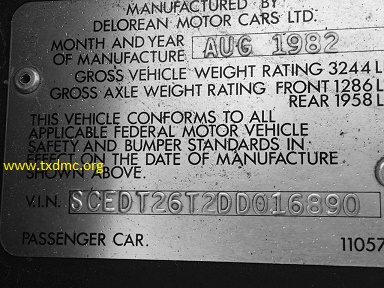 MANUFACTURED BY
DELOREAN MOTOR CARS LTD.
MONTH AND YEAR
OF MANUFACTURE AUG 1982
GROSS VEHICLE WEIGHT RATING 3244 L
GROSS AXLE WEIGHT RATING FRONT 1286 L
REAR 1958 L
THIS VEHICLE CONFORMS TO ALL
APPLICABLE FEDERAL MOTOR VEHICLE
SAFETY AND BUMPER STANDARDS IN
EFFECT ON THE DATE OF MANUFACTURE
www.txdmc.org
SHOWN ABOVE.
V.I.N. SCEDT26T2DD016890
PASSENGER CAR. 11057